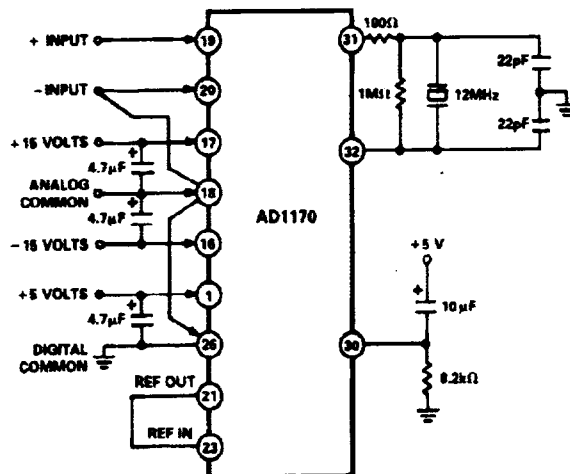 + INPUT
19
31
180Ω
22pF
- INPUT
20
1MΩ
12MHz
+15 VOLTS
17
22pF
+
4.7μF
32
ANALOG
COMMON
18
+
4.7μF
AD1170
-15 VOLTS
16
+5 V
+5 VOLTS
1
+
10μF
+
4.7μF
DIGITAL
COMMON
26
30
8.2kΩ
REF OUT
21
REF IN
23